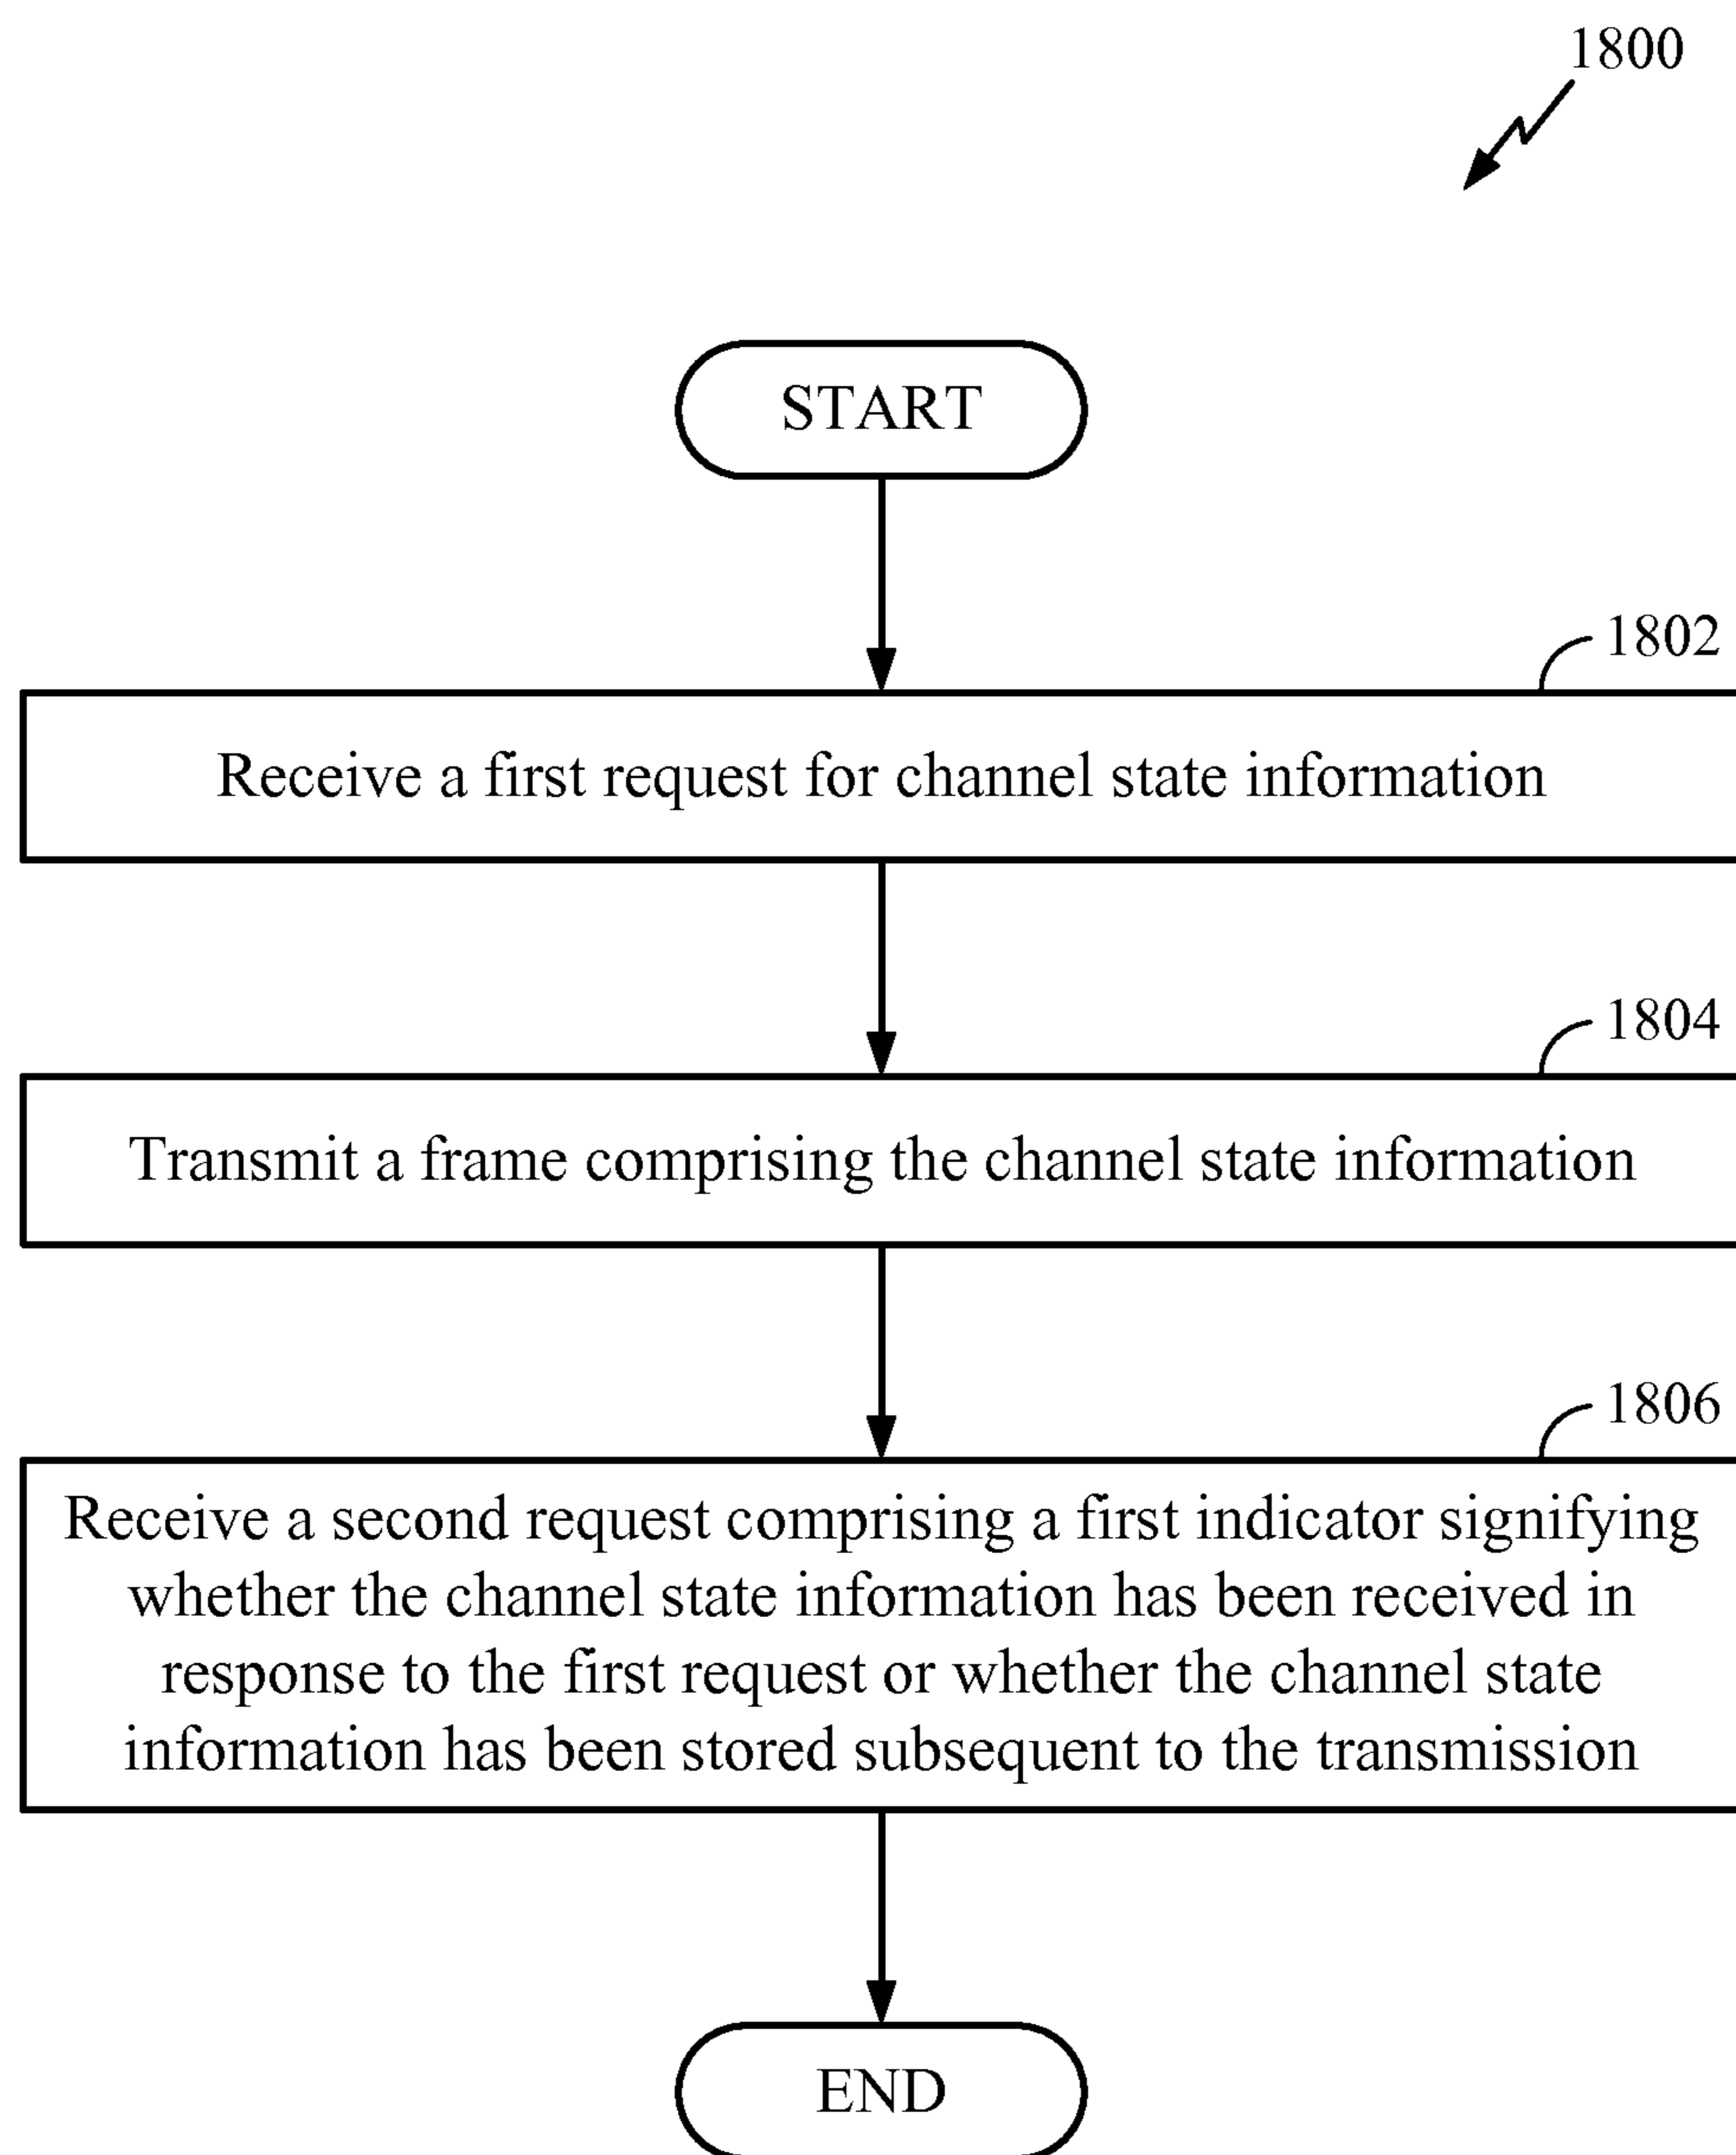 1800
START
1802
Receive a first request for channel state information
1804
Transmit a frame comprising the channel state information
1806
Receive a second request comprising a first indicator signifying
whether the channel state information has been received in
response to the first request or whether the channel state
information has been stored subsequent to the transmission
END